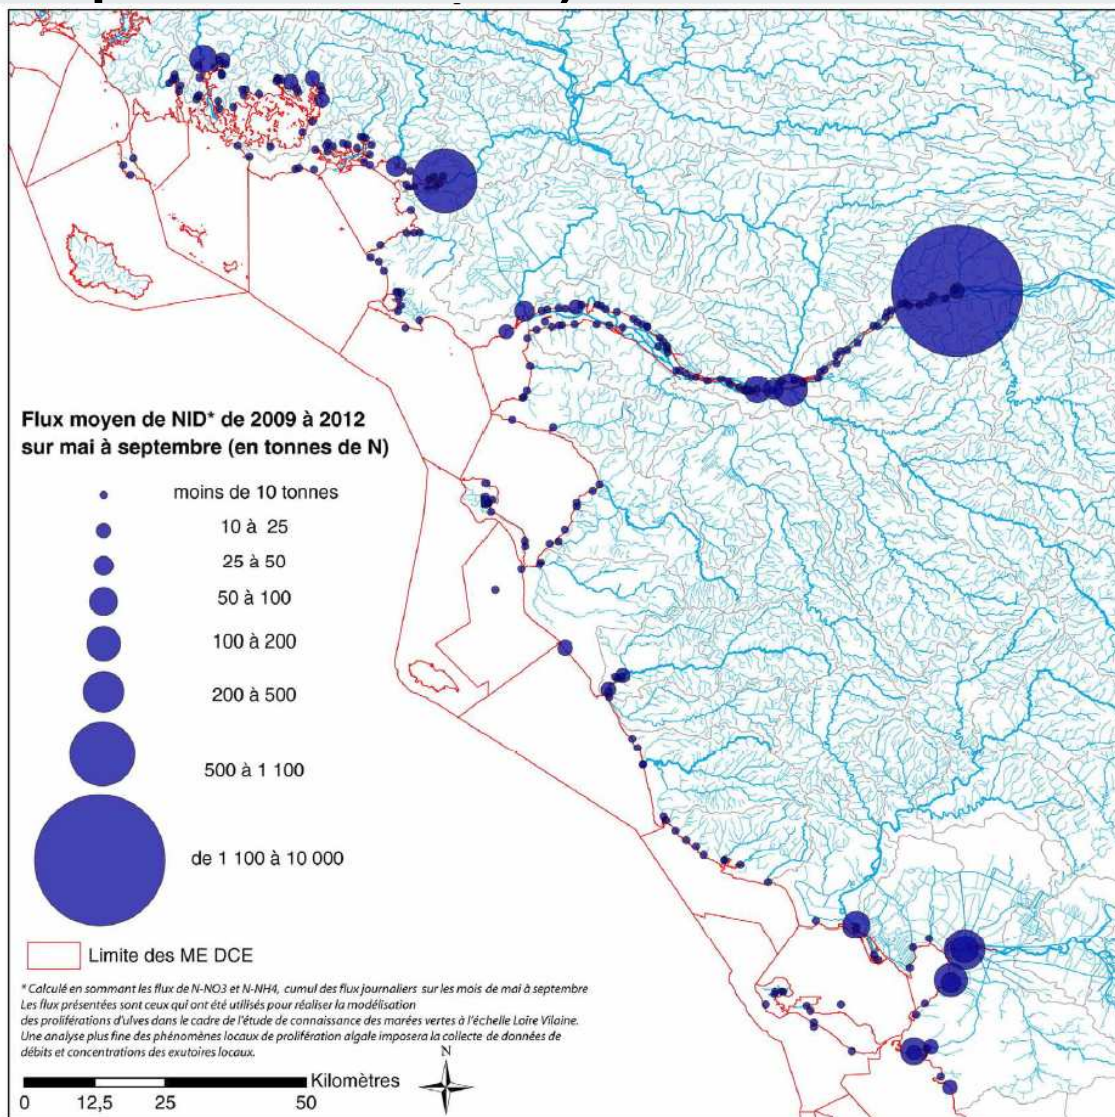 Flux moyen de NID* de 2009 à 2012
sur mai à septembre (en tonnes de N)
moins de 10 tonnes
10 à 25
25 à 50
50 à 100
100 à 200
200 à 500
500 à 1 100
de 1 100 à 10 000
Limite des ME DCE
* Calculé en sommant les flux de N-NO3 et N-NH4, cumul des flux journaliers sur les mois de mai à septembre
Les flux présentées sont ceux qui ont été utilisés pour réaliser la modélisation
des proliférations d'ulves dans le cadre de l'étude de connaissance des marées vertes à l'échelle Loire Vilaine.
Une analyse plus fine des phénomènes locaux de prolifération algale imposera la collecte de données de
débits et concentrations des exutoires locaux.
N
Kilomètres
0 12,5 25 50